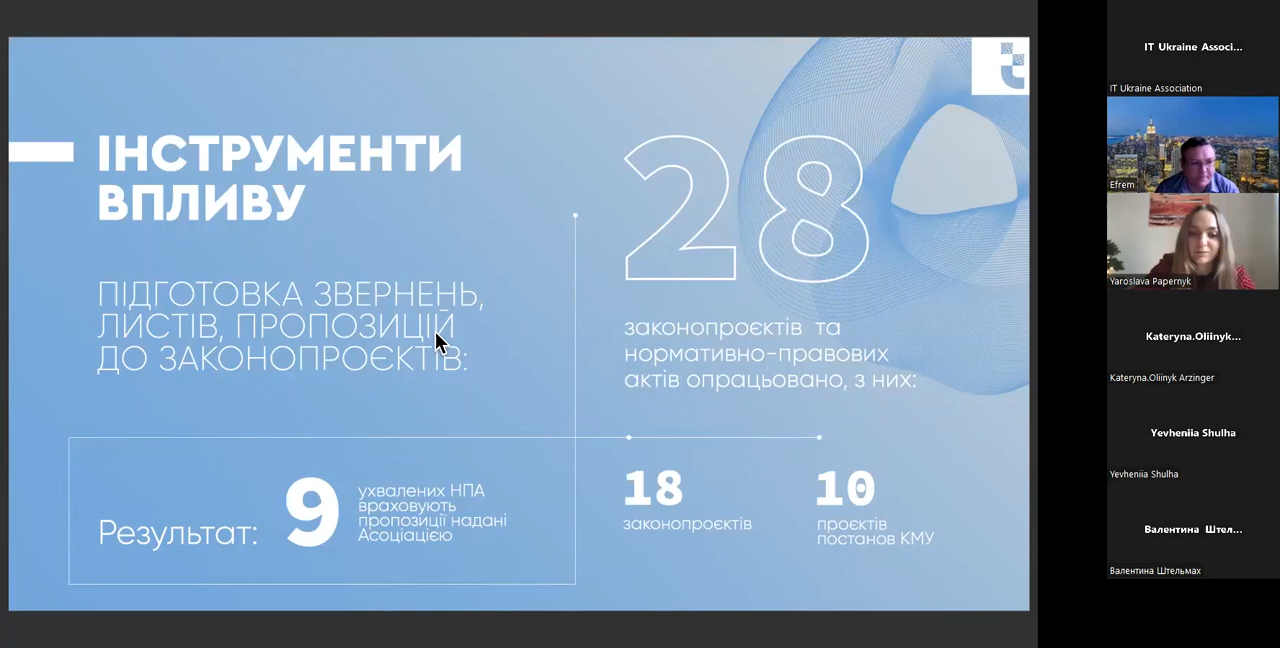 ІНСТРУМЕНТИ
ВПЛИВУ
ПІДГОТОВКА ЗВЕРНЕНЬ,
ЛИСТІВ, ПРОПОЗИЦІЙ
ДО ЗАКОНОПРОЄКТІВ:
28
законопроєктів та
нормативно-правових
актів опрацьовано, з них:
18
законопроєктів
10
проєктів
постанов КМУ
Результат:
9
ухвалених НПА
враховують
пропозиції надані
Асоціацією
IT Ukraine Associ...
IT Ukraine Association
Efrem
Yaroslava Papernyk
Kateryna.Oliinyk...
Kateryna.Oliinyk Arzinger
Yevheniia Shulha
Yevheniia Shulha
Валентина Штел...
Валентина Штельмах